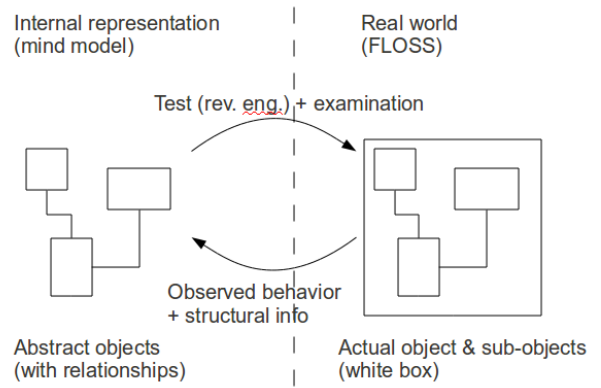 Internal representation
(mind model)
Real world
(FLOSS)
Test (rev. eng.) + examination
Observed behavior
+ structural info
Abstract objects
(with relationships)
Actual object & sub-objects
(white box)